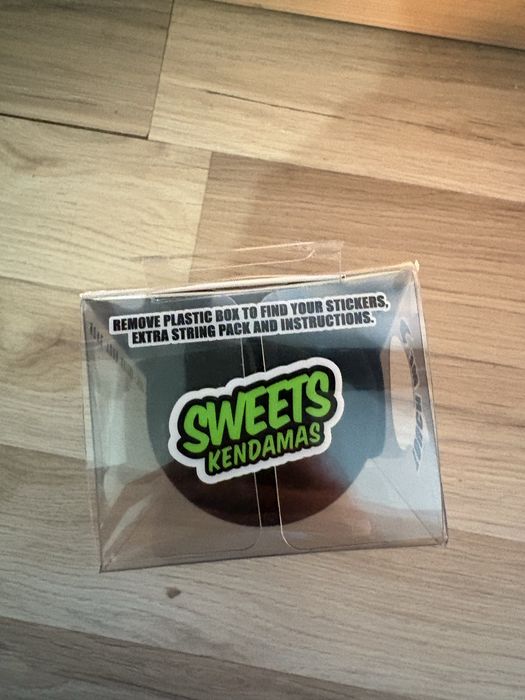 REMOVE PLASTIC BOX TO FIND YOUR STICKERS,
EXTRA STRING PACK AND INSTRUCTIONS.
SWEETS
KENDAMAS